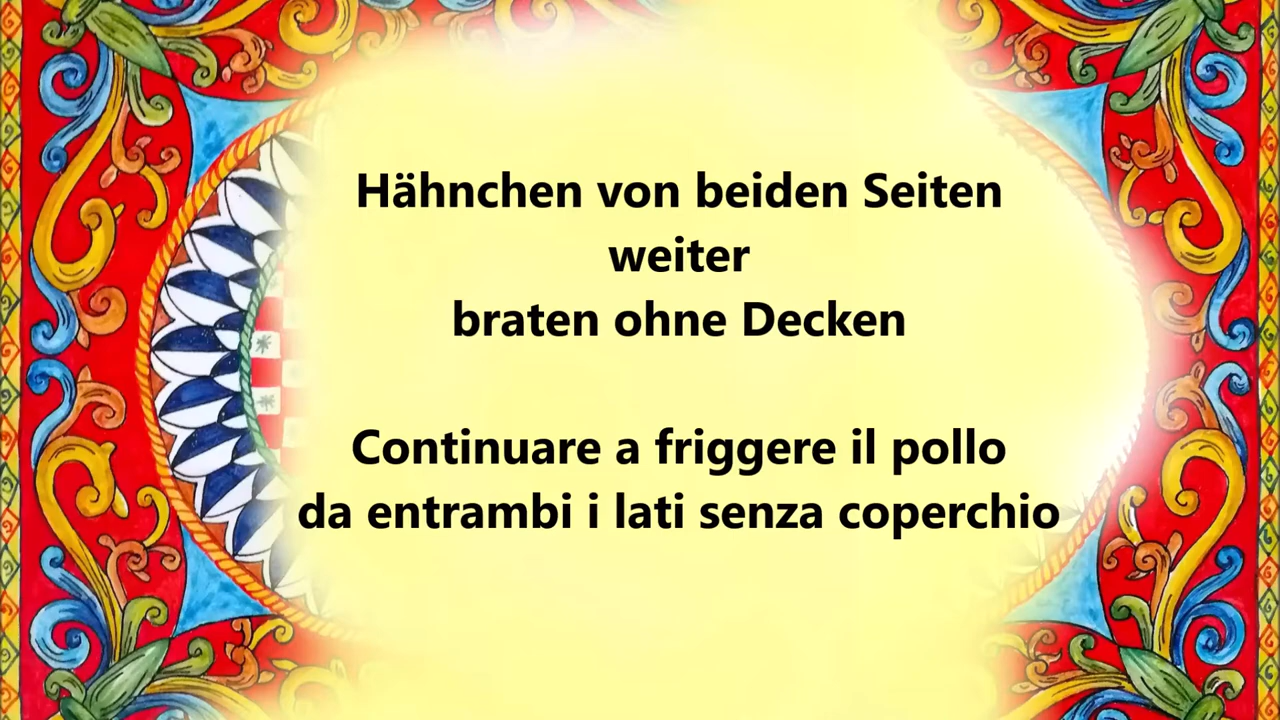 Hähnchen von beiden Seiten
weiter
braten ohne Decken
Continuare a friggere il pollo
da entrambi i lati senza coperchio